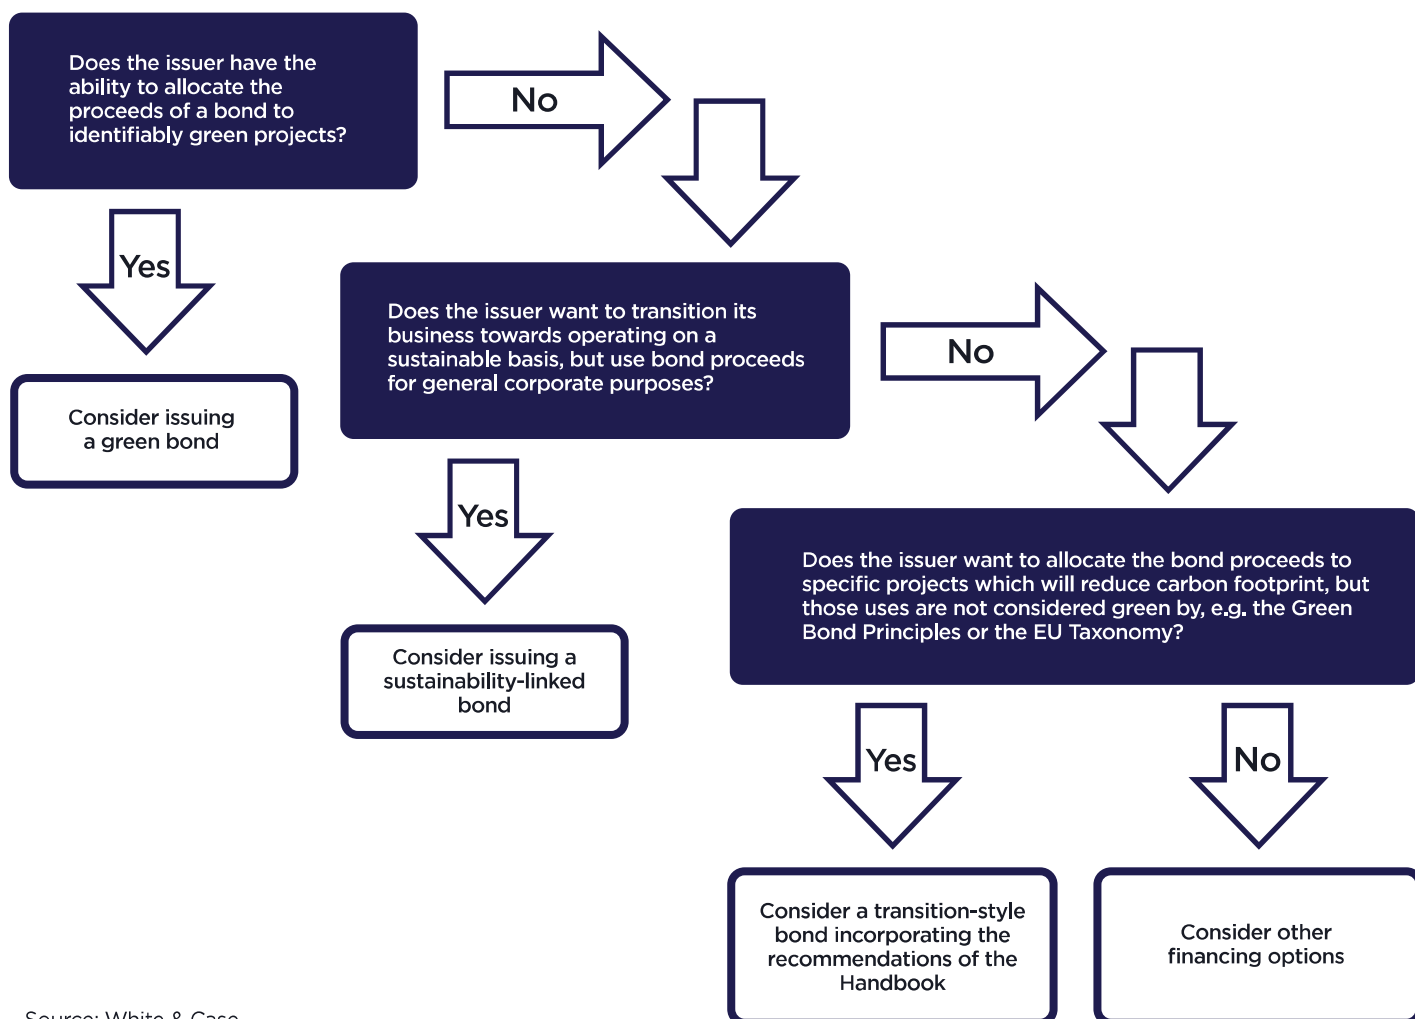 Does the issuer have the
ability to allocate the
proceeds of a bond to
identifiably green projects?
No
Yes
Consider issuing
a green bond
Does the issuer want to transition its
business towards operating on a
sustainable basis, but use bond proceeds
for general corporate purposes?
No
Yes
Consider issuing a
sustainability-linked
bond
Does the issuer want to allocate the bond proceeds to
specific projects which will reduce carbon footprint, but
those uses are not considered green by, e.g. the Green
Bond Principles or the EU Taxonomy?
Yes
No
Consider a transition-style
bond incorporating the
recommendations of the
Handbook
Consider other
financing options
Source: White & Case